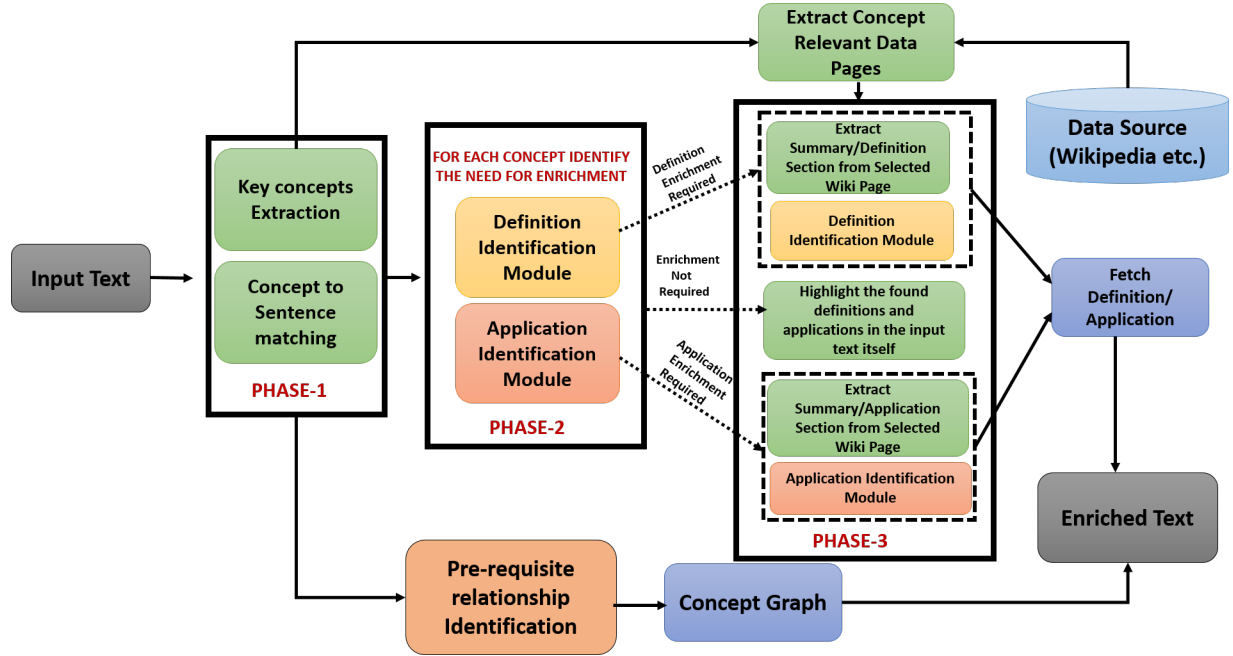 Extract Concept
Relevant Data
Pages
Data Source
(Wikipedia etc.)
Input Text
Key concepts
Extraction
Concept to
Sentence
matching
PHASE-1
FOR EACH CONCEPT IDENTIFY
THE NEED FOR ENRICHMENT
Definition
Identification
Module
Application
Identification
Module
PHASE-2
Definition
Enrichment
Required
Enrichment
Not
Required
Application
Enrichment
Required
Extract
Summary/Definition
Section from Selected
Wiki Page
Definition
Identification Module
Highlight the found
definitions and
applications in the input
text itself
Extract
Summary/Application
Section from Selected
Wiki Page
Application Identification
Module
PHASE-3
Fetch
Definition/
Application
Enriched Text
Pre-requisite
relationship
Identification
Concept Graph